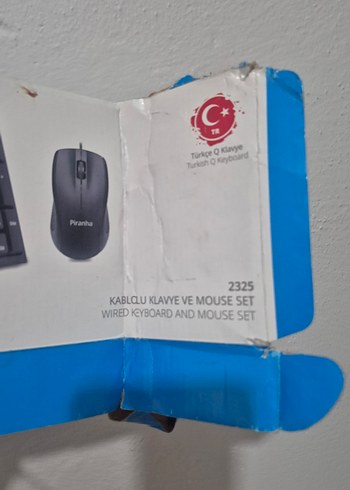 TR
Türkçe Q Klavye
Turkish Q Keyboard
Piranha
2325
KABLOLU KLAVYE VE MOUSE SET
WIRED KEYBOARD AND MOUSE SET